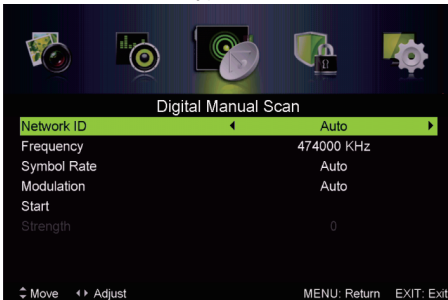 Digital Manual Scan
Network ID Auto
Frequency 474000 KHz
Symbol Rate Auto
Modulation Auto
Start
Strength 0
Move Adjust MENU: Return EXIT: Exit